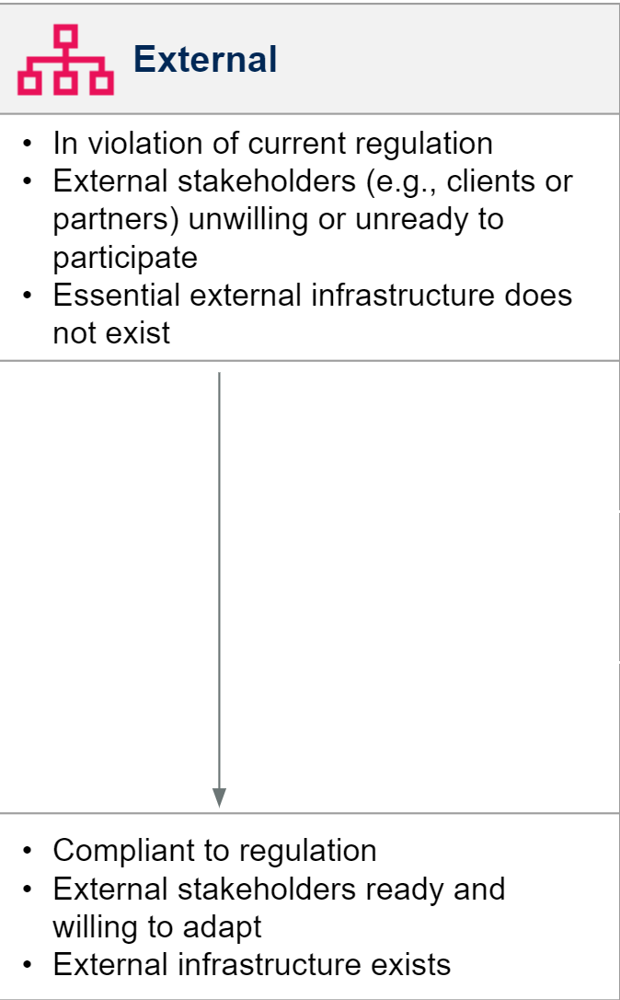 External
• In violation of current regulation
• External stakeholders (e.g., clients or
partners) unwilling or unready to
participate
• Essential external infrastructure does
not exist
• Compliant to regulation
• External stakeholders ready and
willing to adapt
• External infrastructure exists